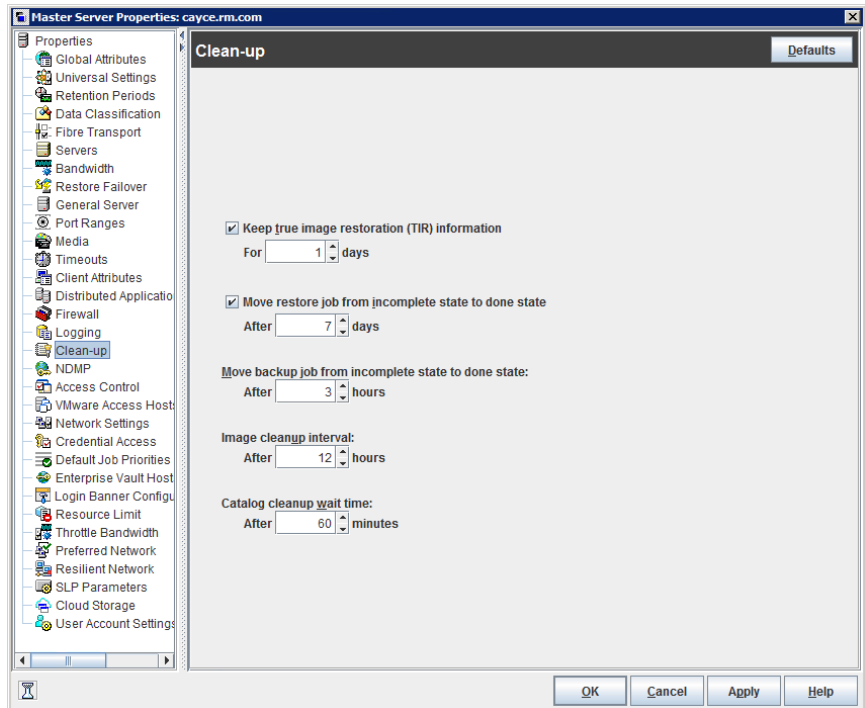 Master Server Properties: cayce.rm.com
Properties
Global Attributes
Universal Settings
Retention Periods
Data Classification
Fibre Transport
Servers
Bandwidth
Restore Failover
General Server
Port Ranges
Media
Timeouts
Client Attributes
Distributed Applicatio
Firewall
Logging
Clean-up
NDMP
Access Control
VMware Access Hosts
Network Settings
Credential Access
Default Job Priorities
Enterprise Vault Host
Login Banner Configu
Resource Limit
Throttle Bandwidth
Preferred Network
Resilient Network
SLP Parameters
Cloud Storage
User Account Settings
Clean-up
Defaults
Keep true image restoration (TIR) information
For 1 days
Move restore job from incomplete state to done state
After 7 days
Move backup job from incomplete state to done state:
After 3 hours
Image cleanup interval:
After 12 hours
Catalog cleanup wait time:
After 60 minutes
OK
Cancel
Apply
Help